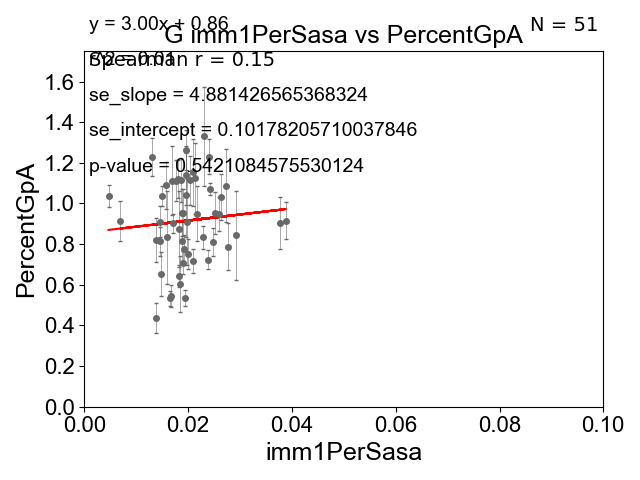 y = 3.00x + 0.86
N = 51
G imm1PerSasa vs PercentGpA
Spearman r = 0.15
se_slope = 4.881426565368324
se_intercept = 0.10178205710037846
p-value = 0.5421084575530124
PercentGpA
1.6
1.4
1.2
1.0
0.8
0.6
0.4
0.2
0.0
0.00 0.02 0.04 0.06 0.08 0.10
imm1PerSasa